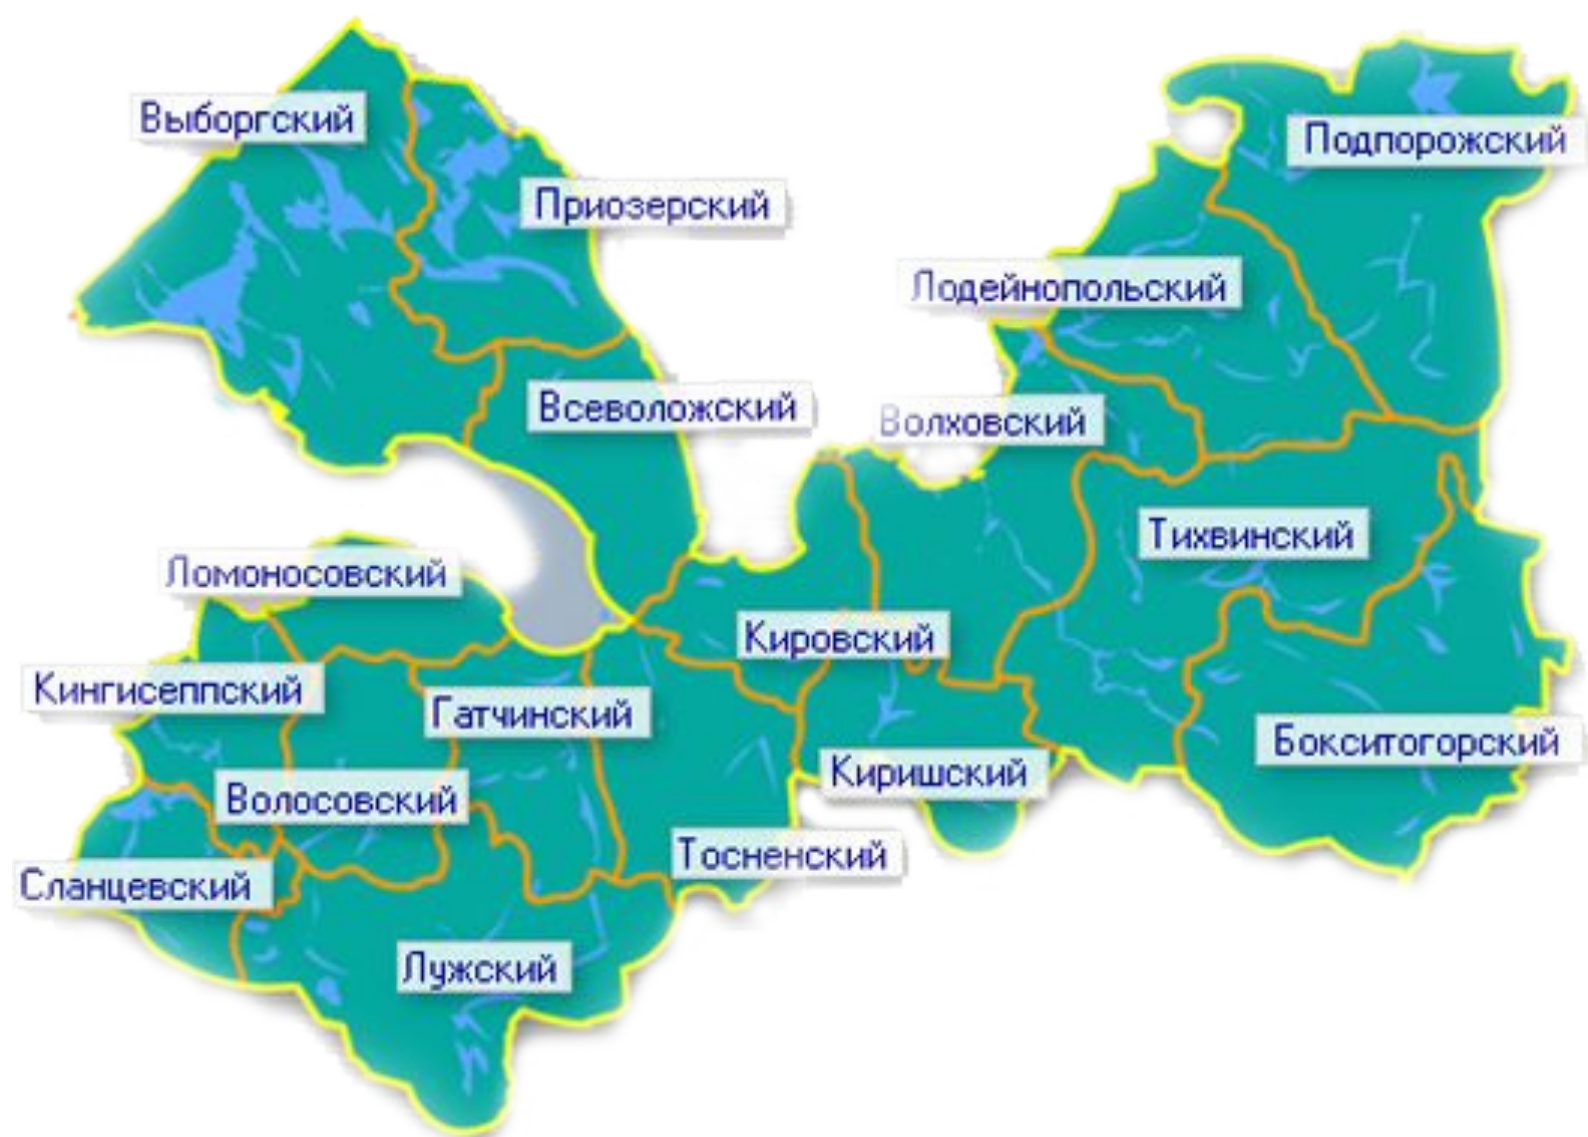 Выборгский
Подпорожский
Приозерский
Лодейнопольский
Всеволожский
Волховский
Тихвинский
Ломоносовский
Кировский
Кингисеппский
Гатчинский
Бокситогорский
Киришский
Волосовский
Тосненский
Сланцевский
Лужский